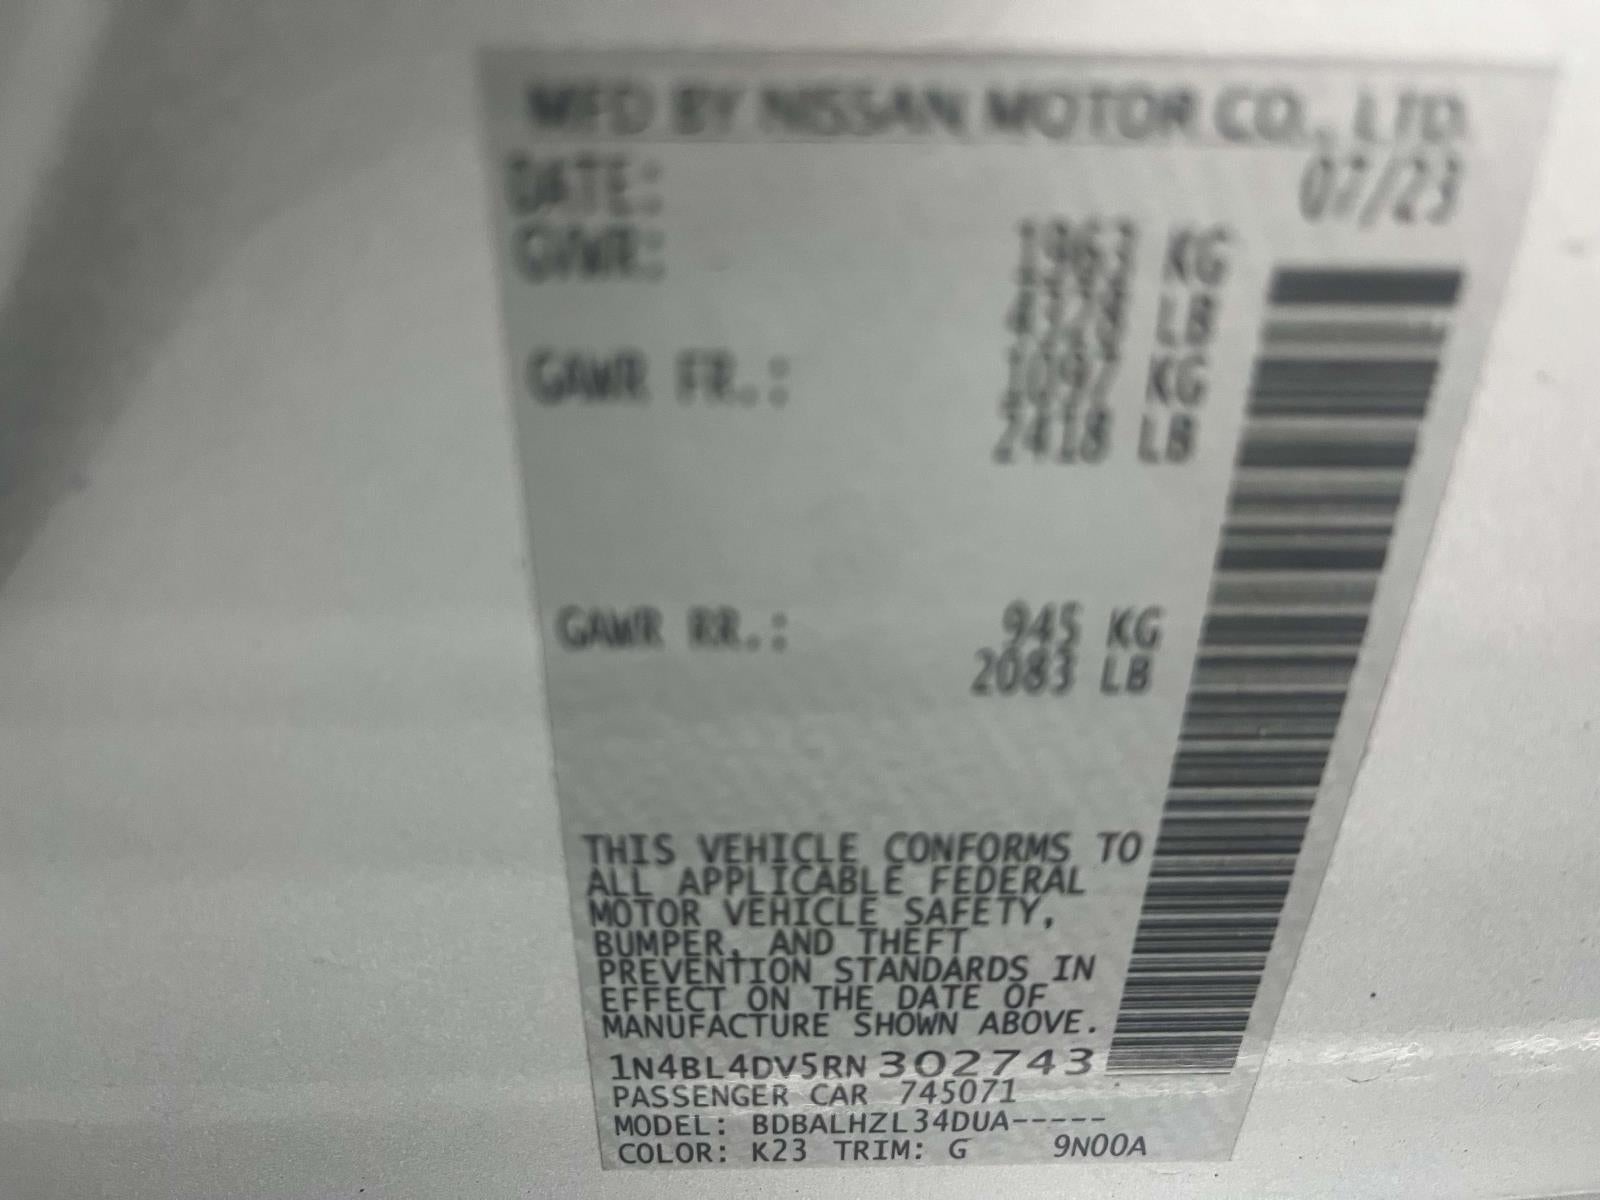 MFD BY NISSAN MOTOR CO., LTD.
DATE: 07/23
GVWR: 1963 KG
4328 LB
GAWR FR.: 1097 KG
2418 LB
GAWR RR.: 945 KG
2083 LB
THIS VEHICLE CONFORMS TO
ALL APPLICABLE FEDERAL
MOTOR VEHICLE SAFETY,
BUMPER, AND THEFT
PREVENTION STANDARDS IN
EFFECT ON THE DATE OF
MANUFACTURE SHOWN ABOVE.
1N4BL4DV5RN302743
PASSENGER CAR 745071
MODEL: BDBALHZL34DUA-----
COLOR: K23 TRIM: G 9N00A